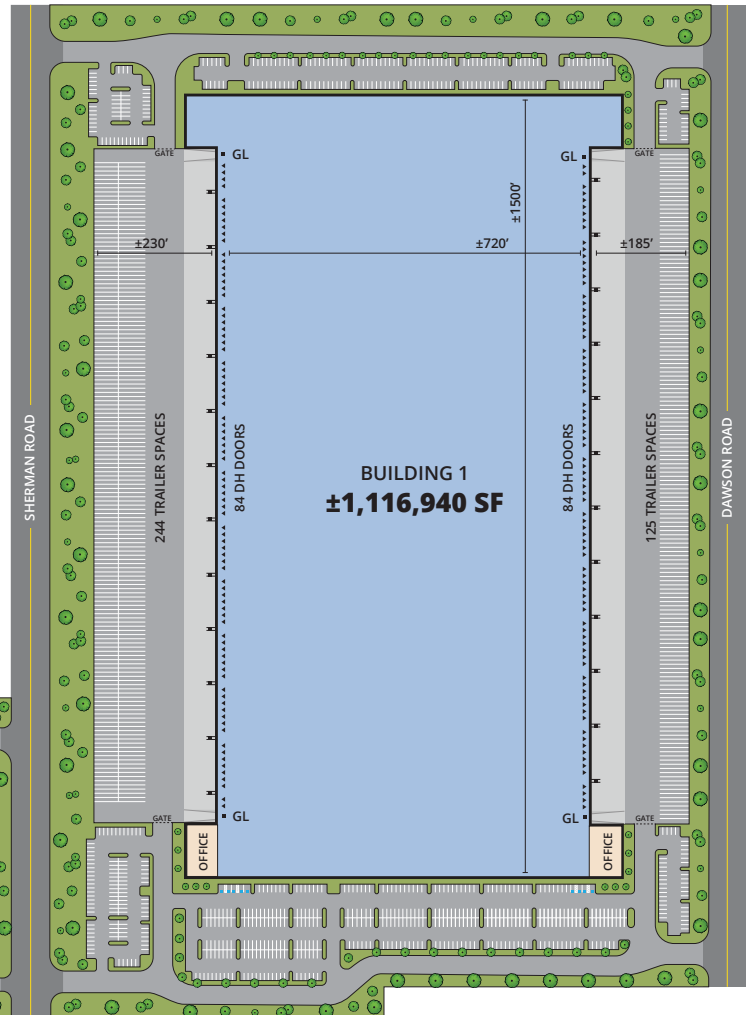 GATE
GL
GL
GATE
±1500’
±230’
±720’
±185’
SHERMAN ROAD
244 TRAILER SPACES
84 DH DOORS
BUILDING 1
±1,116,940 SF
84 DH DOORS
125 TRAILER SPACES
DAWSON ROAD
GATE
GL
GL
GATE
OFFICE
OFFICE